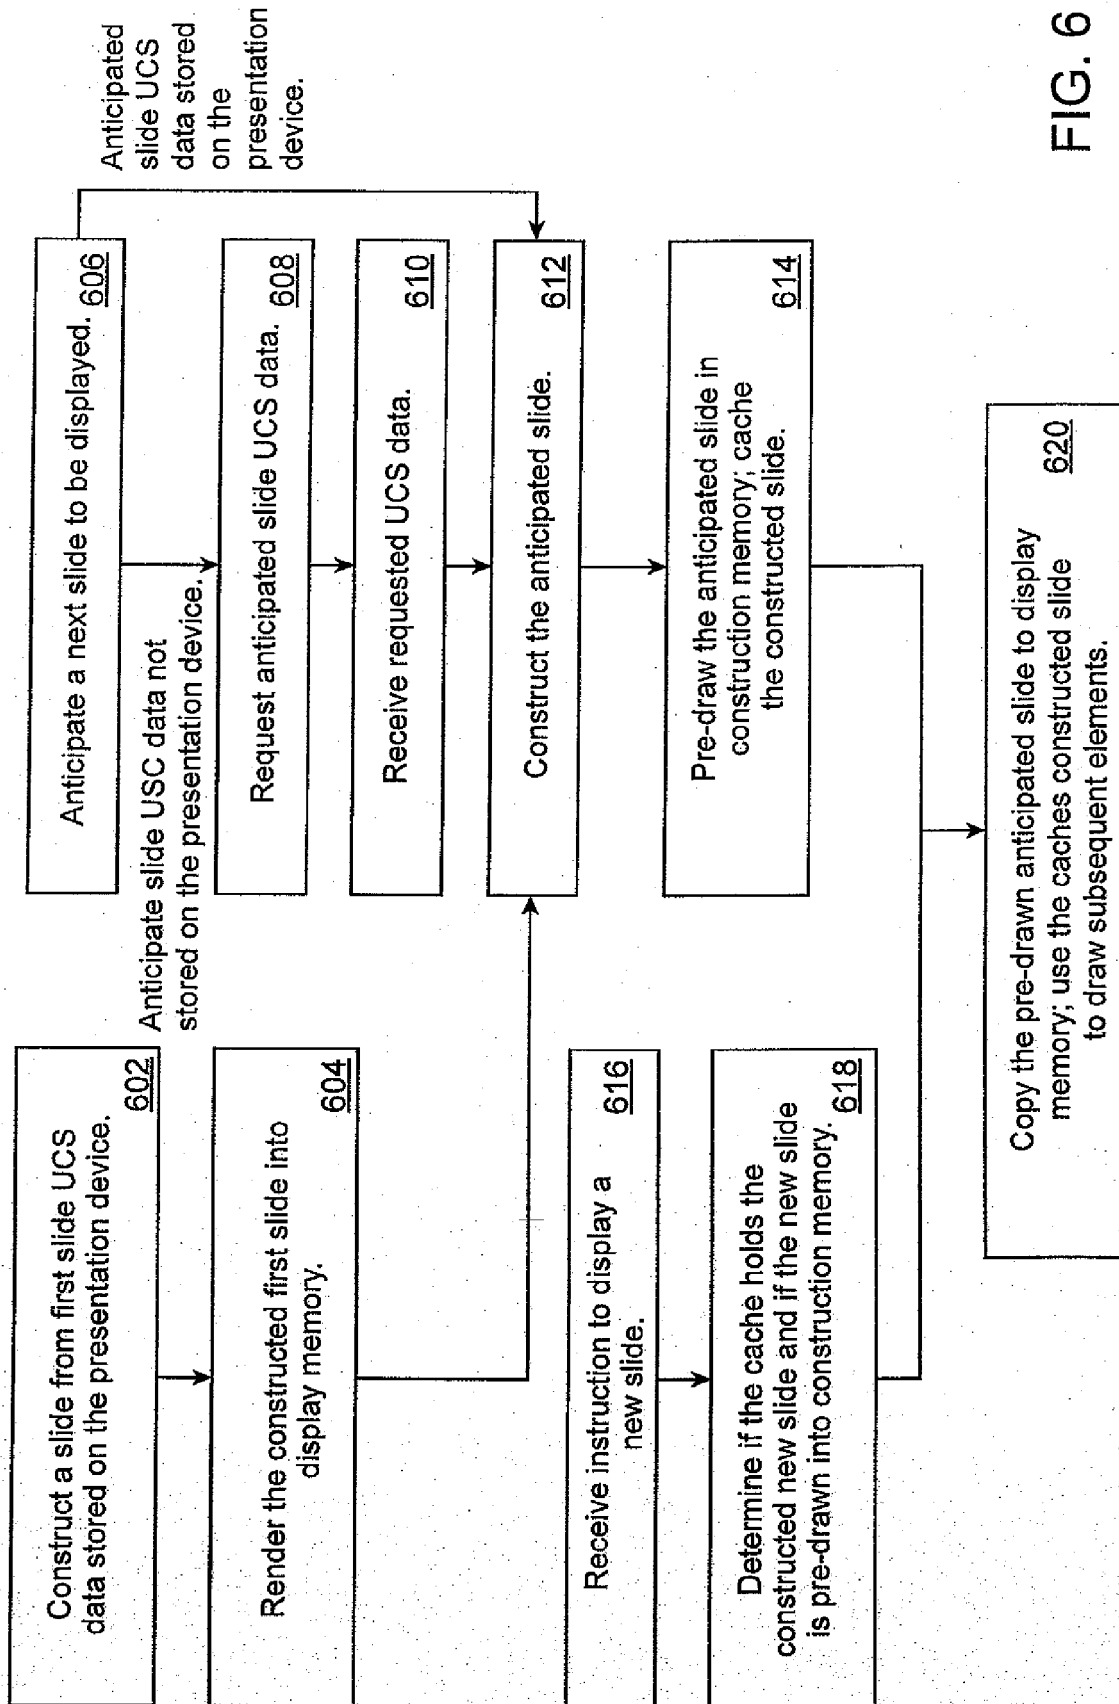 Construct a slide from first slide UCS
data stored on the presentation device.
602
Render the constructed first slide into
display memory.
604
Anticipate a next slide to be displayed.
606
Anticipate slide USC data not
stored on the presentation device.
Anticipated
slide UCS
data stored
on the
presentation
device.
Request anticipated slide UCS data.
608
Receive requested UCS data.
610
Construct the anticipated slide.
612
Pre-draw the anticipated slide in
construction memory; cache
the constructed slide.
614
Receive instruction to display a
new slide.
616
Determine if the cache holds the
constructed new slide and if the new slide
is pre-drawn into construction memory.
618
Copy the pre-drawn anticipated slide to display
memory; use the caches constructed slide
to draw subsequent elements.
620
FIG. 6